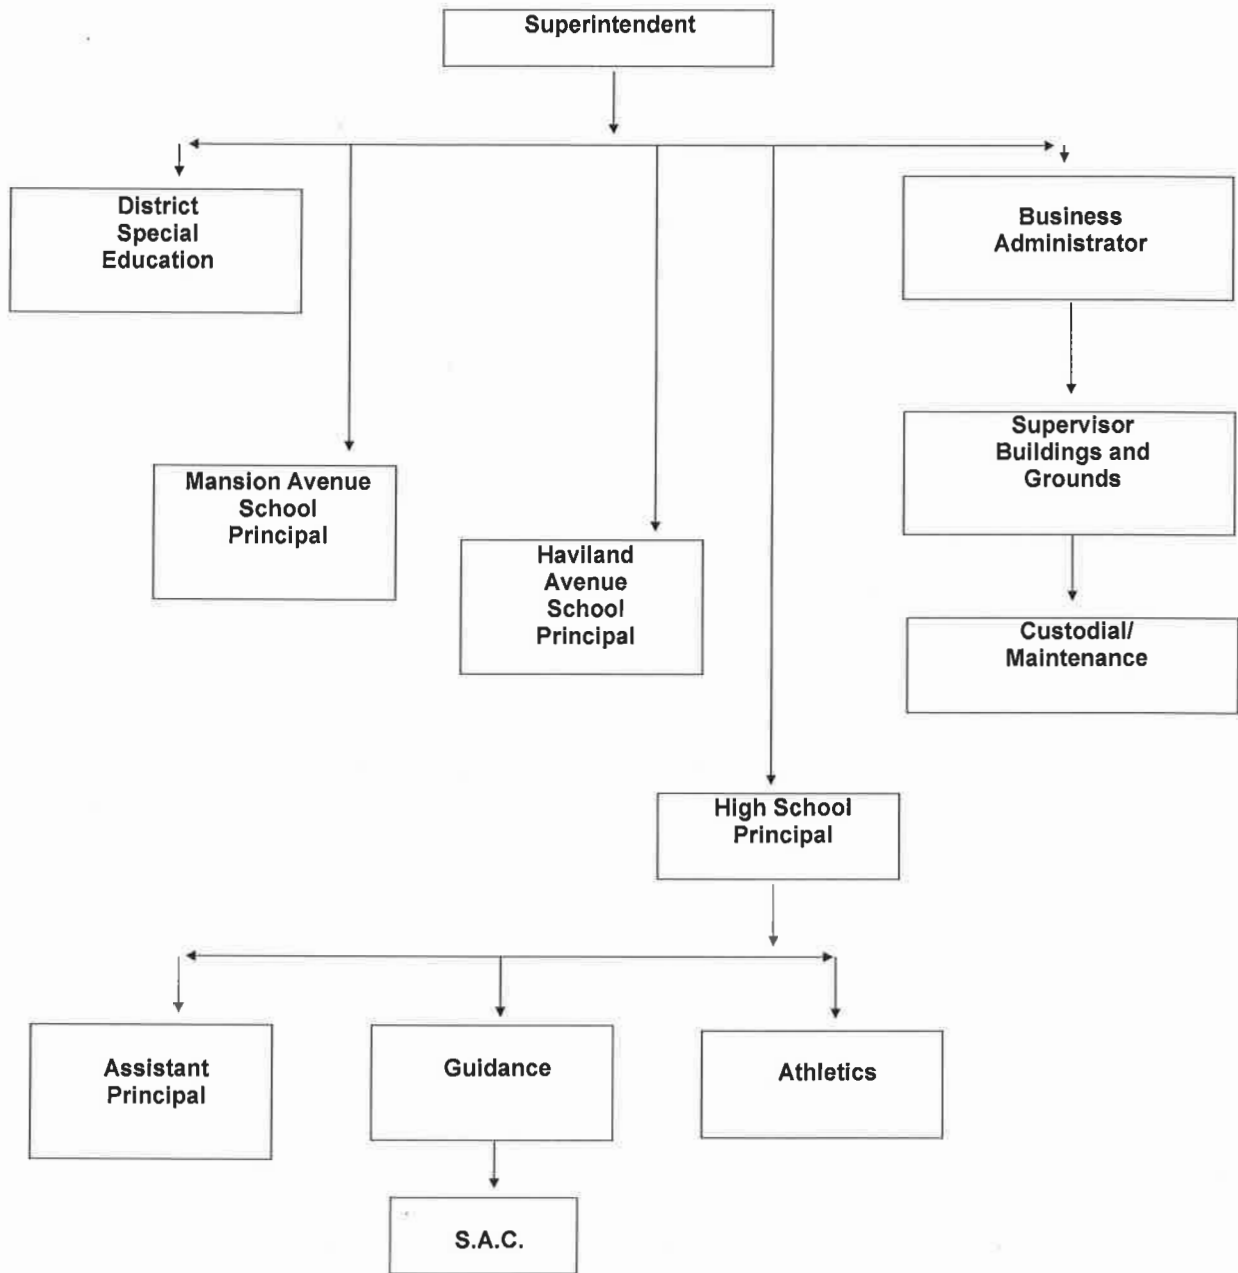 Superintendent
District
Special
Education
Business
Administrator
Mansion Avenue
School
Principal
Haviland
Avenue
School
Principal
Supervisor
Buildings and
Grounds
Custodial/
Maintenance
High School
Principal
Assistant
Principal
Guidance
Athletics
S.A.C.